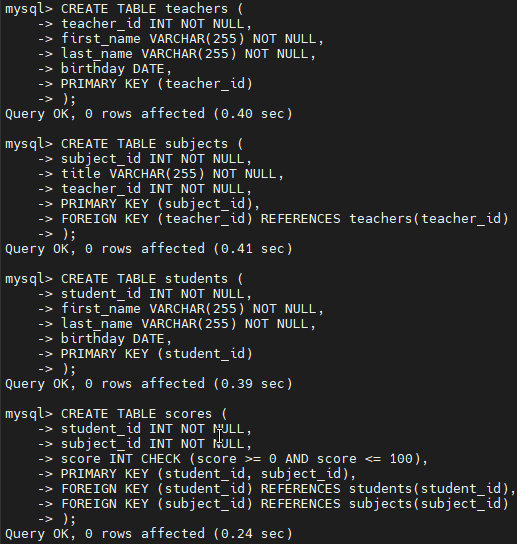 mysql> CREATE TABLE teachers (
    -> teacher_id INT NOT NULL,
    -> first_name VARCHAR(255) NOT NULL,
    -> last_name VARCHAR(255) NOT NULL,
    -> birthday DATE,
    -> PRIMARY KEY (teacher_id)
    -> );
Query OK, 0 rows affected (0.40 sec)

mysql> CREATE TABLE subjects (
    -> subject_id INT NOT NULL,
    -> title VARCHAR(255) NOT NULL,
    -> teacher_id INT NOT NULL,
    -> PRIMARY KEY (subject_id),
    -> FOREIGN KEY (teacher_id) REFERENCES teachers(teacher_id)
    -> );
Query OK, 0 rows affected (0.41 sec)

mysql> CREATE TABLE students (
    -> student_id INT NOT NULL,
    -> first_name VARCHAR(255) NOT NULL,
    -> last_name VARCHAR(255) NOT NULL,
    -> birthday DATE,
    -> PRIMARY KEY (student_id)
    -> );
Query OK, 0 rows affected (0.39 sec)

mysql> CREATE TABLE scores (
    -> student_id INT NOT NULL,
    -> subject_id INT NOT NULL,
    -> score INT CHECK (score >= 0 AND score <= 100),
    -> PRIMARY KEY (student_id, subject_id),
    -> FOREIGN KEY (student_id) REFERENCES students(student_id),
    -> FOREIGN KEY (subject_id) REFERENCES subjects(subject_id)
    -> );
Query OK, 0 rows affected (0.24 sec)